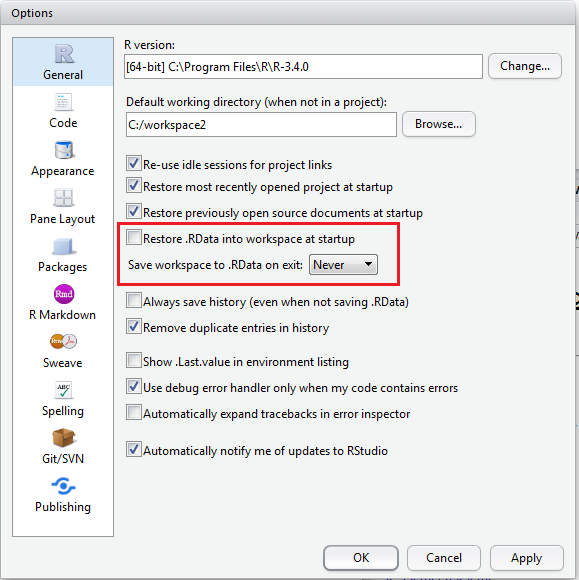 Options
R version:
[64-bit] C:\Program Files\R\R-3.4.0
Change...
Default working directory (when not in a project):
C:/workspace2
Browse...
Re-use idle sessions for project links
Restore most recently opened project at startup
Restore previously open source documents at startup
Restore .RData into workspace at startup
Save workspace to .RData on exit: Never
Always save history (even when not saving .RData)
Remove duplicate entries in history
Show .Last.value in environment listing
Use debug error handler only when my code contains errors
Automatically expand tracebacks in error inspector
Automatically notify me of updates to RStudio
R
General
Code
Appearance
Pane Layout
Packages
Rmd
R Markdown
Rnw
Sweave
ABC
Spelling
Git/SVN
Publishing
OK
Cancel
Apply